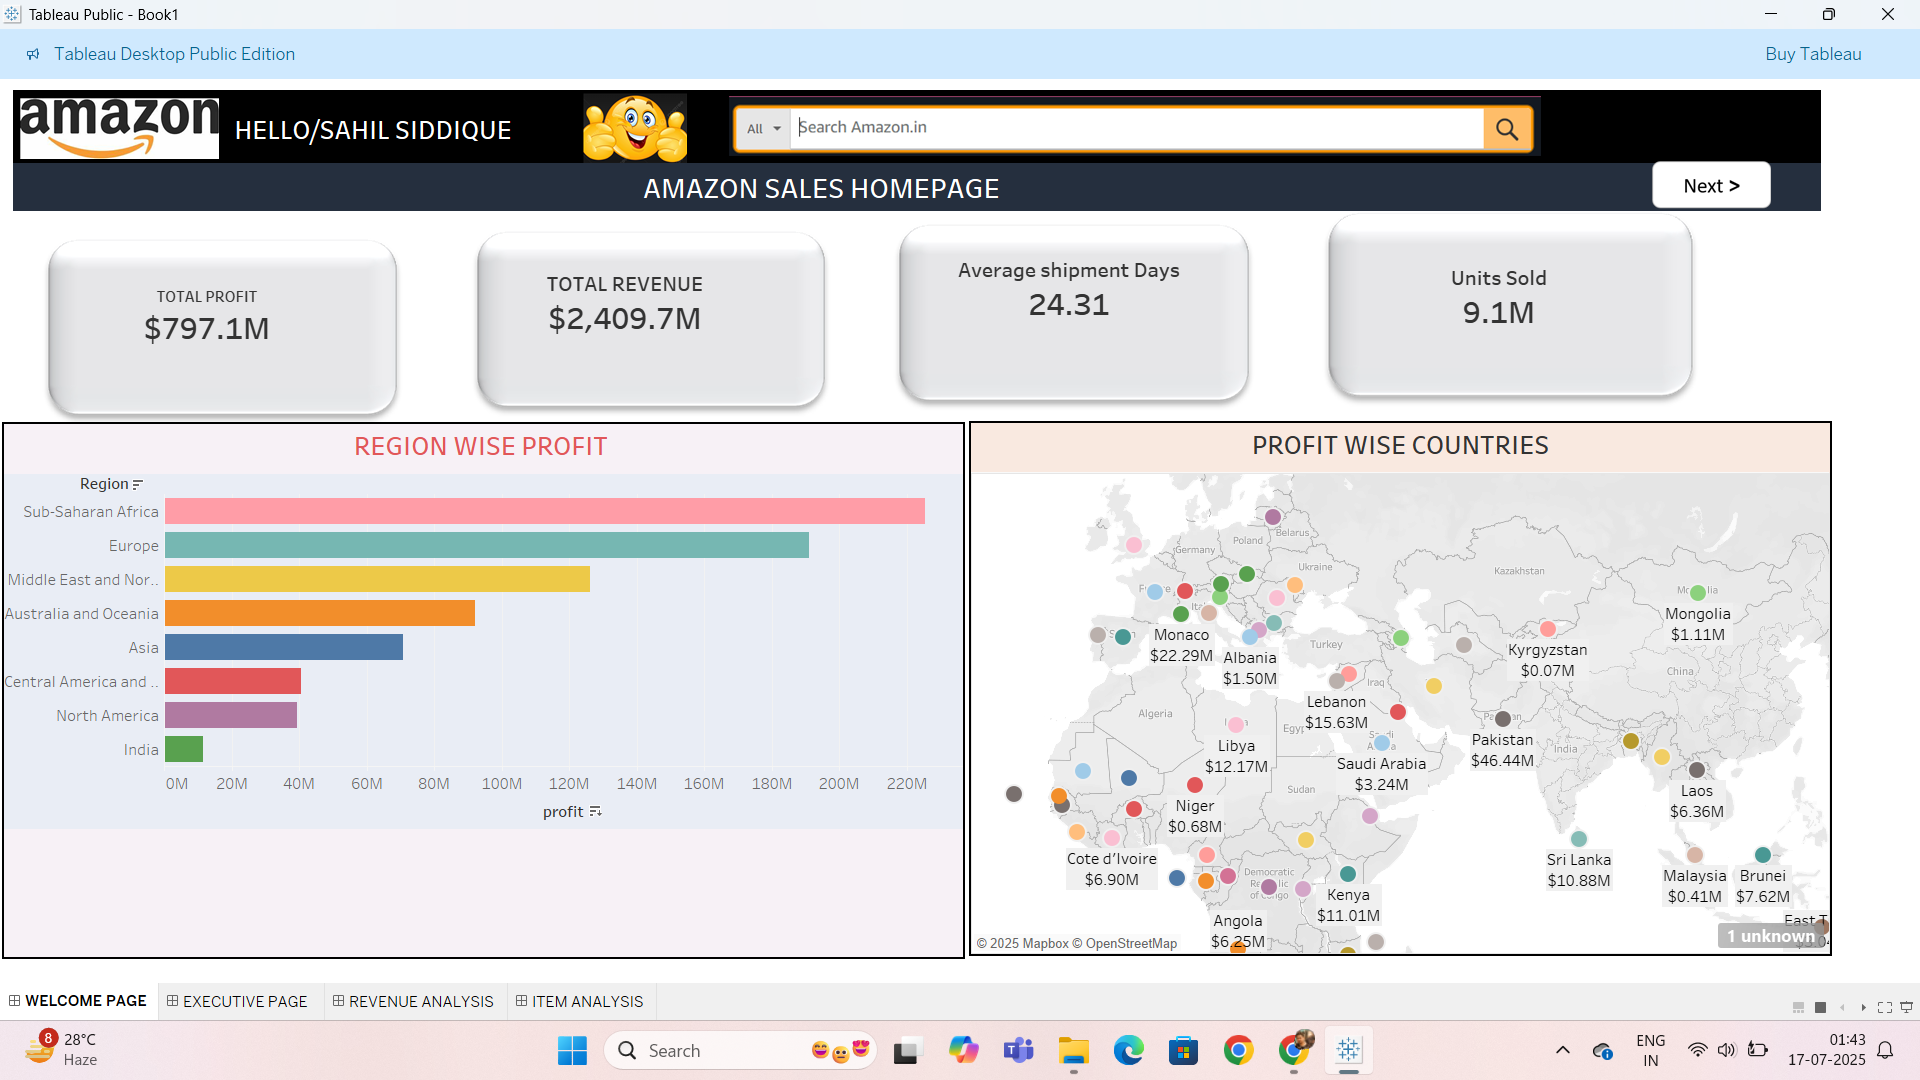 Tableau Public - Book1
Tableau Desktop Public Edition
Buy Tableau
amazon
HELLO/SAHIL SIDDIQUE
All
Search Amazon.in
AMAZON SALES HOMEPAGE
Next >
TOTAL PROFIT
$797.1M
TOTAL REVENUE
$2,409.7M
Average shipment Days
24.31
Units Sold
9.1M
REGION WISE PROFIT
Region
Sub-Saharan Africa
Europe
Middle East and Nor..
Australia and Oceania
Asia
Central America and ..
North America
India
0M 20M 40M 60M 80M 100M 120M 140M 160M 180M 200M 220M
profit
PROFIT WISE COUNTRIES
Belarus
Poland
Germany
Ukraine
Kazakhstan
Mongolia
$1.11M
Monaco
$22.29M
Albania
$1.50M
Turkey
Kyrgyzstan
$0.07M
China
Iraq
Lebanon
$15.63M
Algeria
Libya
$12.17M
Saudi Arabia
$3.24M
Pakistan
$46.44M
India
Laos
$6.36M
Sudan
Niger
$0.68M
Cote d'Ivoire
$6.90M
Democratic
of Congo
Kenya
$11.01M
Sri Lanka
$10.88M
Malaysia
$0.41M
Brunei
$7.62M
Angola
$6.25M
East T
1 unknown
© 2025 Mapbox © OpenStreetMap
WELCOME PAGE
EXECUTIVE PAGE
REVENUE ANALYSIS
ITEM ANALYSIS
8
28°C
Haze
Search
ENG
IN
01:43
17-07-2025